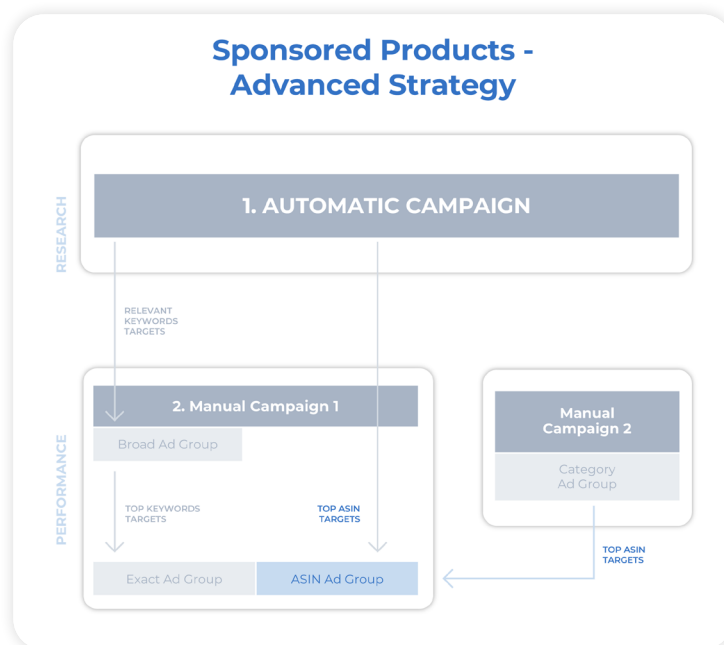 Sponsored Products -
Advanced Strategy
RESEARCH
1. AUTOMATIC CAMPAIGN
RELEVANT
KEYWORDS
TARGETS
PERFORMANCE
2. Manual Campaign 1
Broad Ad Group
TOP KEYWORDS
TARGETS
TOP ASIN
TARGETS
Exact Ad Group
ASIN Ad Group
Manual
Campaign 2
Category
Ad Group
TOP ASIN
TARGETS